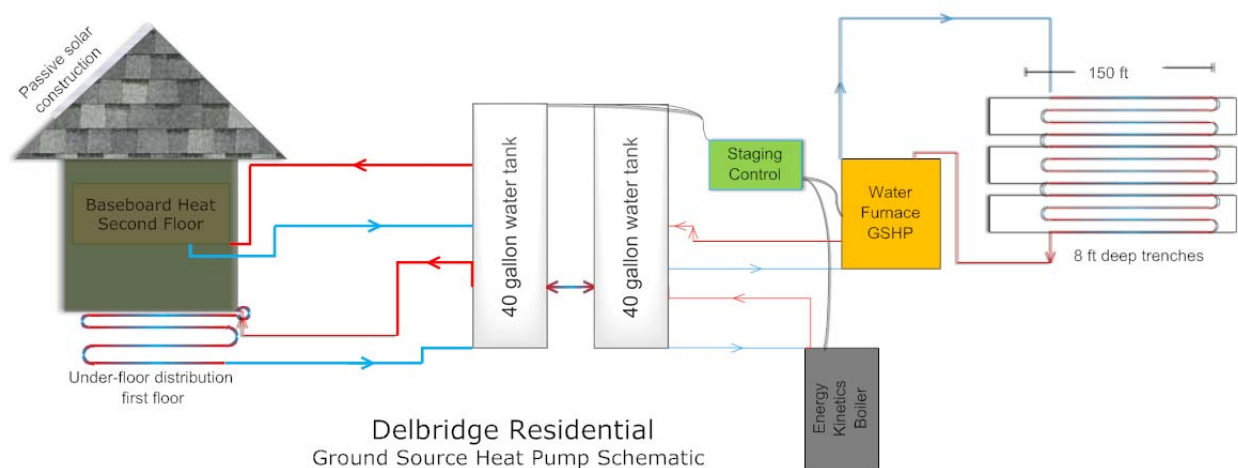 Passive solar
construction
Baseboard Heat
Second Floor
Under-floor distribution
first floor
40 gallon water tank
40 gallon water tank
Staging
Control
Water
Furnace
GSHP
150 ft
8 ft deep trenches
Energy
Kinetics
Boiler
Delbridge Residential
Ground Source Heat Pump Schematic